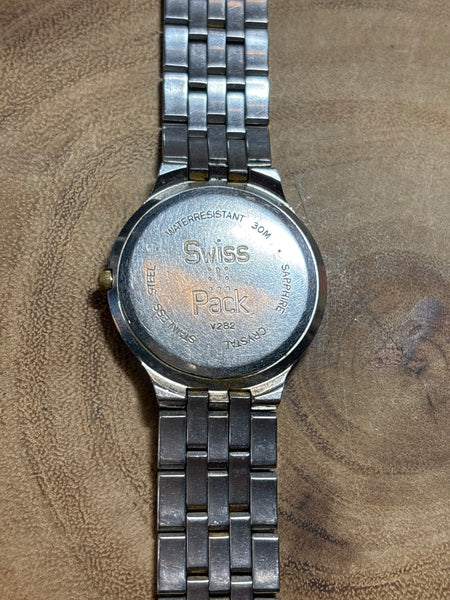 WATERRESISTANT 30M
SAPPHIRE
CRYSTAL
STAINLESS STEEL
Swiss
Pack
V282